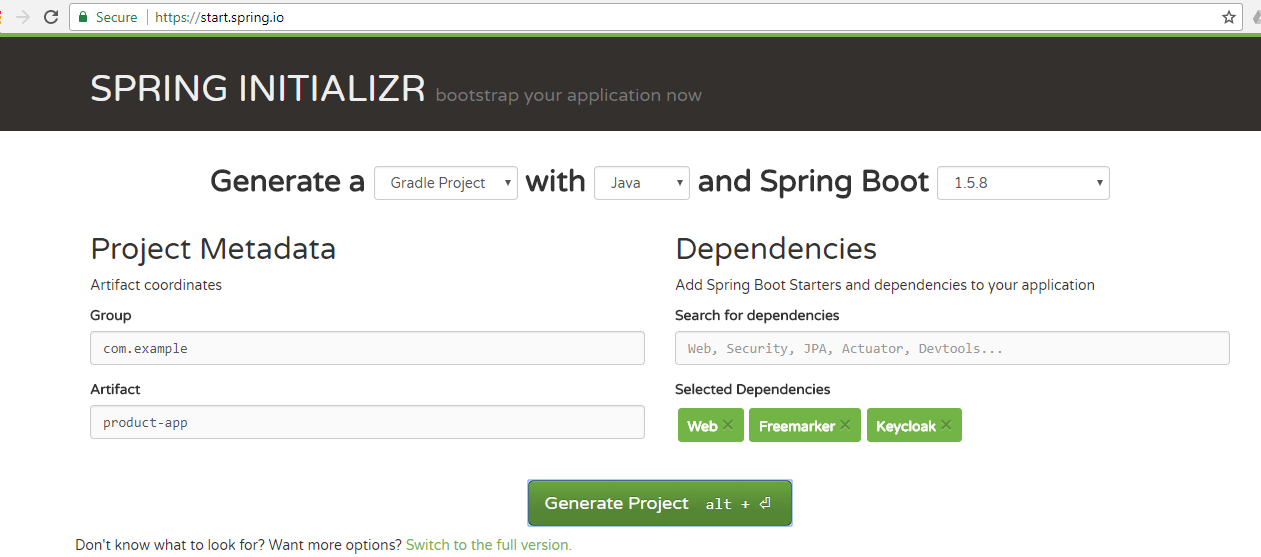 Secure https://start.spring.io
SPRING INITIALIZR bootstrap your application now
Generate a Gradle Project with Java and Spring Boot 1.5.8
Project Metadata
Artifact coordinates
Group
com.example
Artifact
product-app
Dependencies
Add Spring Boot Starters and dependencies to your application
Search for dependencies
Web, Security, JPA, Actuator, Devtools...
Selected Dependencies
Web × Freemarker × Keycloak ×
Generate Project alt + ⏎
Don't know what to look for? Want more options? Switch to the full version.